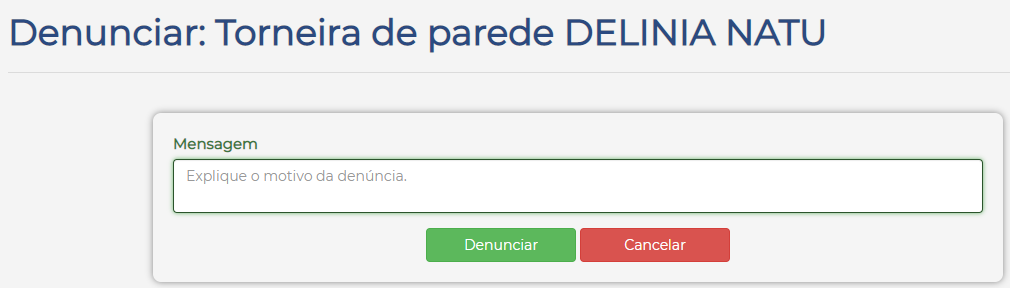 Denunciar: Torneira de parede DELINIA NATU
Mensagem
Explique o motivo da denúncia.
Denunciar Cancelar